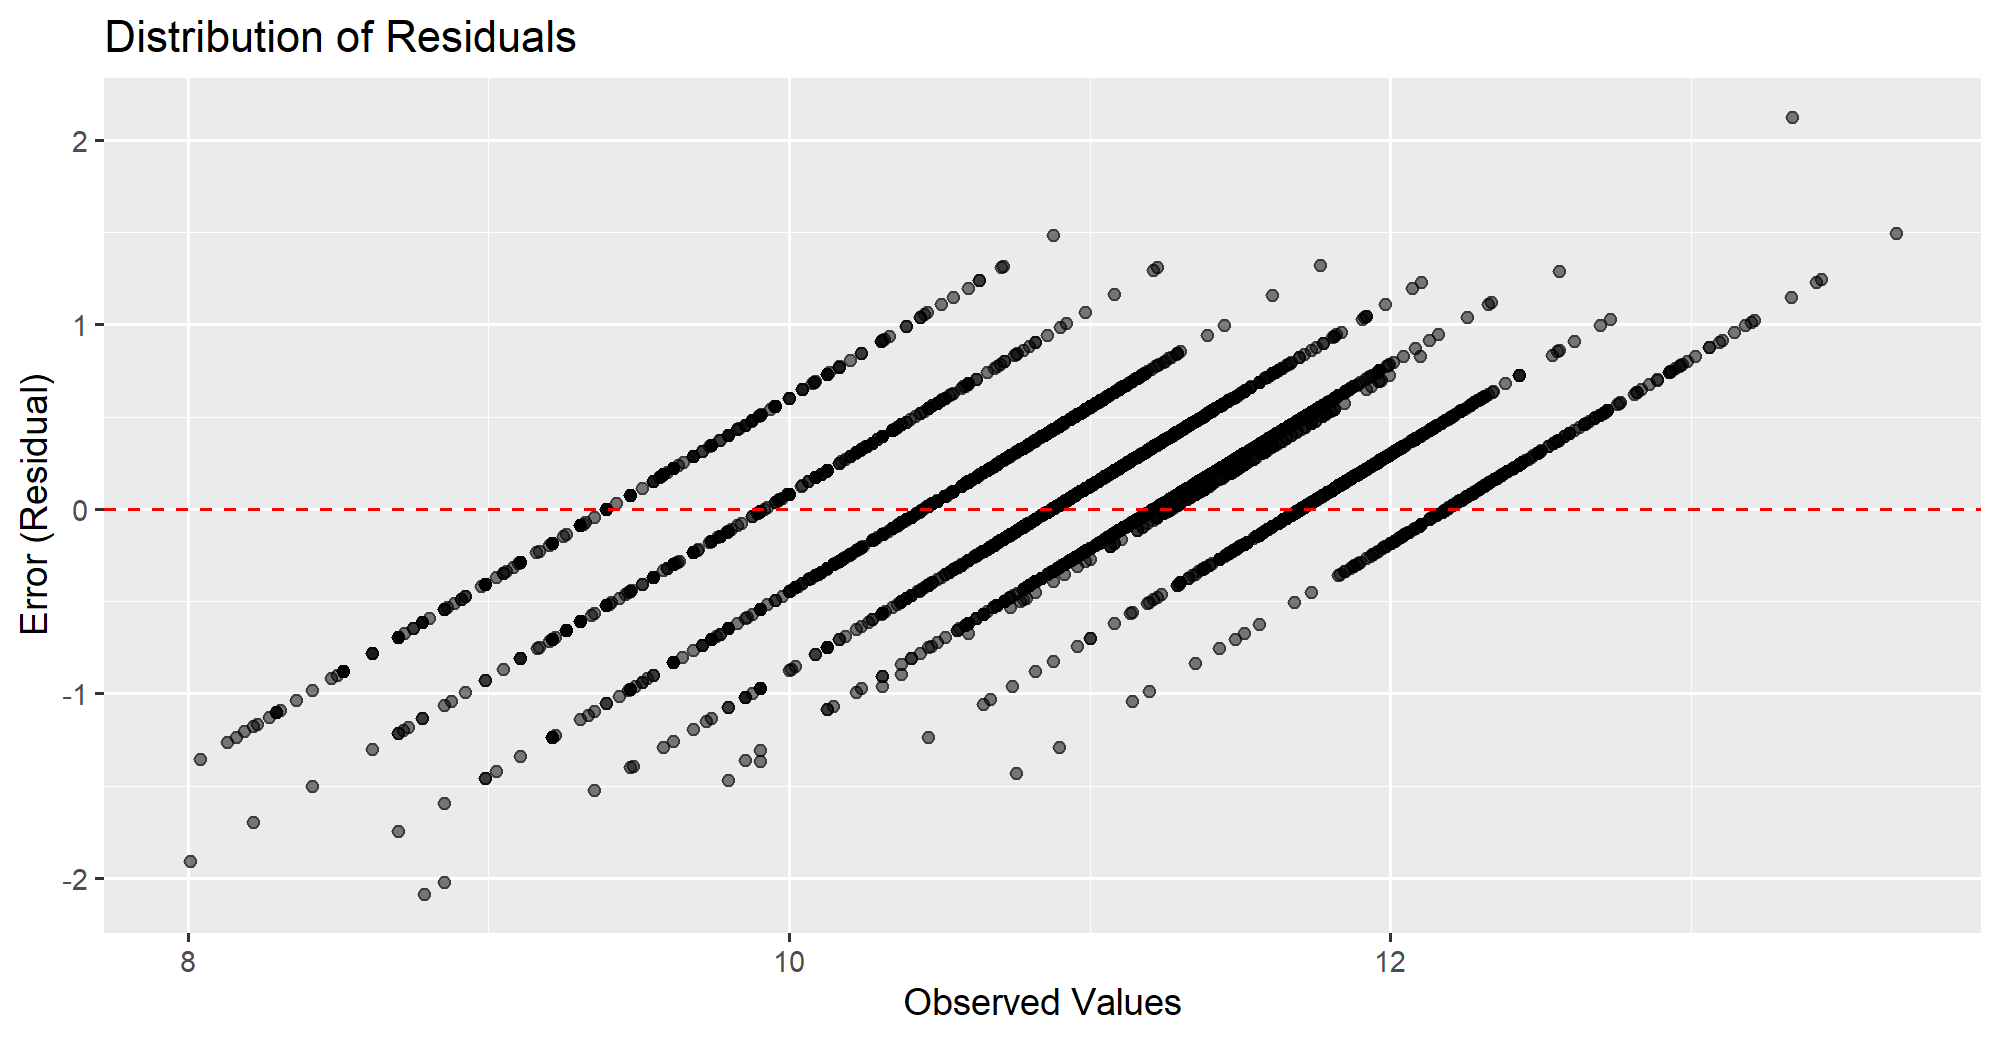 Distribution of Residuals
2
1
0
-1
-2
Error (Residual)
8
10
12
Observed Values